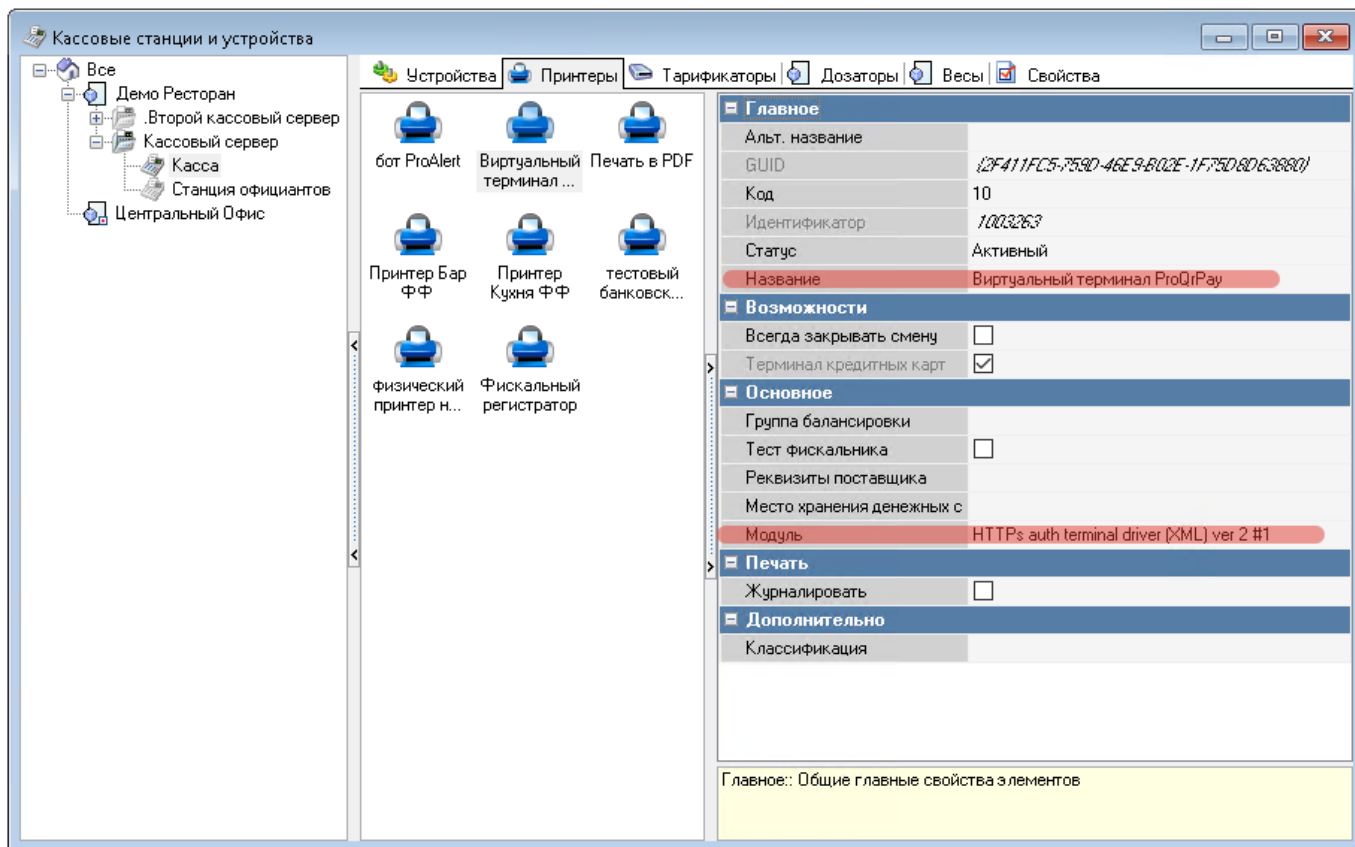 Кассовые станции и устройства
Все
Демо Ресторан
.Второй кассовый сервер
Кассовый сервер
Касса
Станция официантов
Центральный Офис
Устройства Принтеры Тарификаторы Дозаторы Весы Свойства
бот ProAlert
Виртуальный терминал ...
Печать в PDF
Принтер Бар ФФ
Принтер Кухня ФФ
тестовый банковск...
физический принтер н...
Фискальный регистратор
Главное
Альт. название
GUID {2F411FC5-759D-46E9-B02E-1F75D8D63880}
Код 10
Идентификатор 1003263
Статус Активный
Название Виртуальный терминал ProQrPay
Возможности
Всегда закрывать смену
Терминал кредитных карт
Основное
Группа балансировки
Тест фискальника
Реквизиты поставщика
Место хранения денежных с
Модуль HTTPs auth terminal driver (XML) ver 2 #1
Печать
Журналировать
Дополнительно
Классификация
Главное:: Общие главные свойства элементов